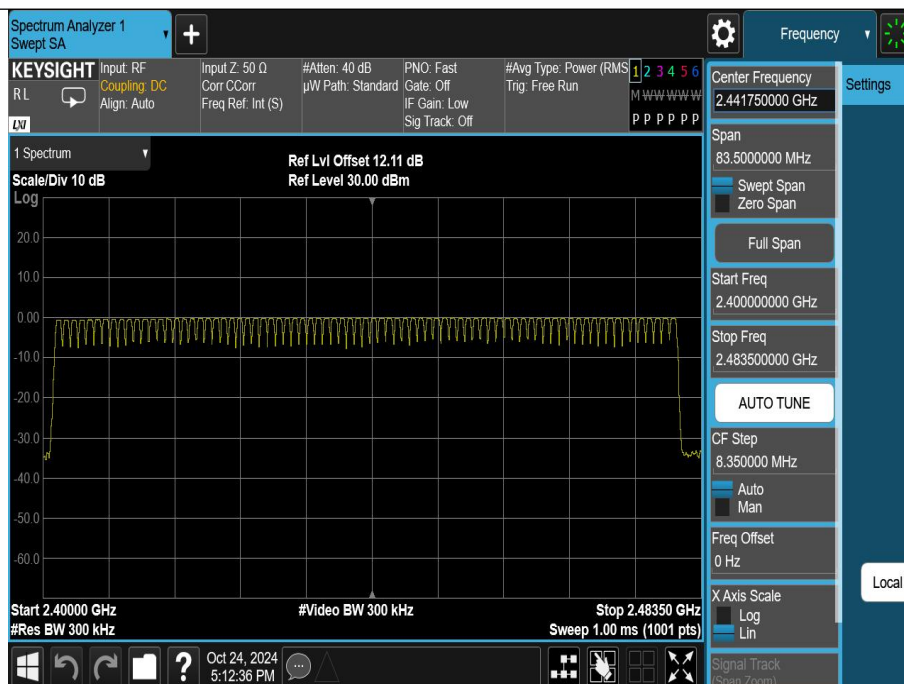 Spectrum Analyzer 1
Swept SA
Frequency
KEYSIGHT
R L
LXI
Input: RF
Coupling: DC
Align: Auto
Input Z: 50 Ω
Corr CCorr
Freq Ref: Int (S)
#Atten: 40 dB
µW Path: Standard
PNO: Fast
Gate: Off
IF Gain: Low
Sig Track: Off
#Avg Type: Power (RMS
Trig: Free Run
1 2 3 4 5 6
M W W W W W
P P P P P P
Center Frequency
2.441750000 GHz
Settings
Span
83.5000000 MHz
Swept Span
Zero Span
Full Span
Start Freq
2.400000000 GHz
Stop Freq
2.483500000 GHz
AUTO TUNE
CF Step
8.350000 MHz
Auto
Man
Freq Offset
0 Hz
X Axis Scale
Log
Lin
Signal Track
(Span Zoom)
Local
1 Spectrum
Scale/Div 10 dB
Log
Ref Lvl Offset 12.11 dB
Ref Level 30.00 dBm
20.0
10.0
0.00
-10.0
-20.0
-30.0
-40.0
-50.0
-60.0
Start 2.40000 GHz
#Res BW 300 kHz
#Video BW 300 kHz
Stop 2.48350 GHz
Sweep 1.00 ms (1001 pts)
?
Oct 24, 2024
5:12:36 PM